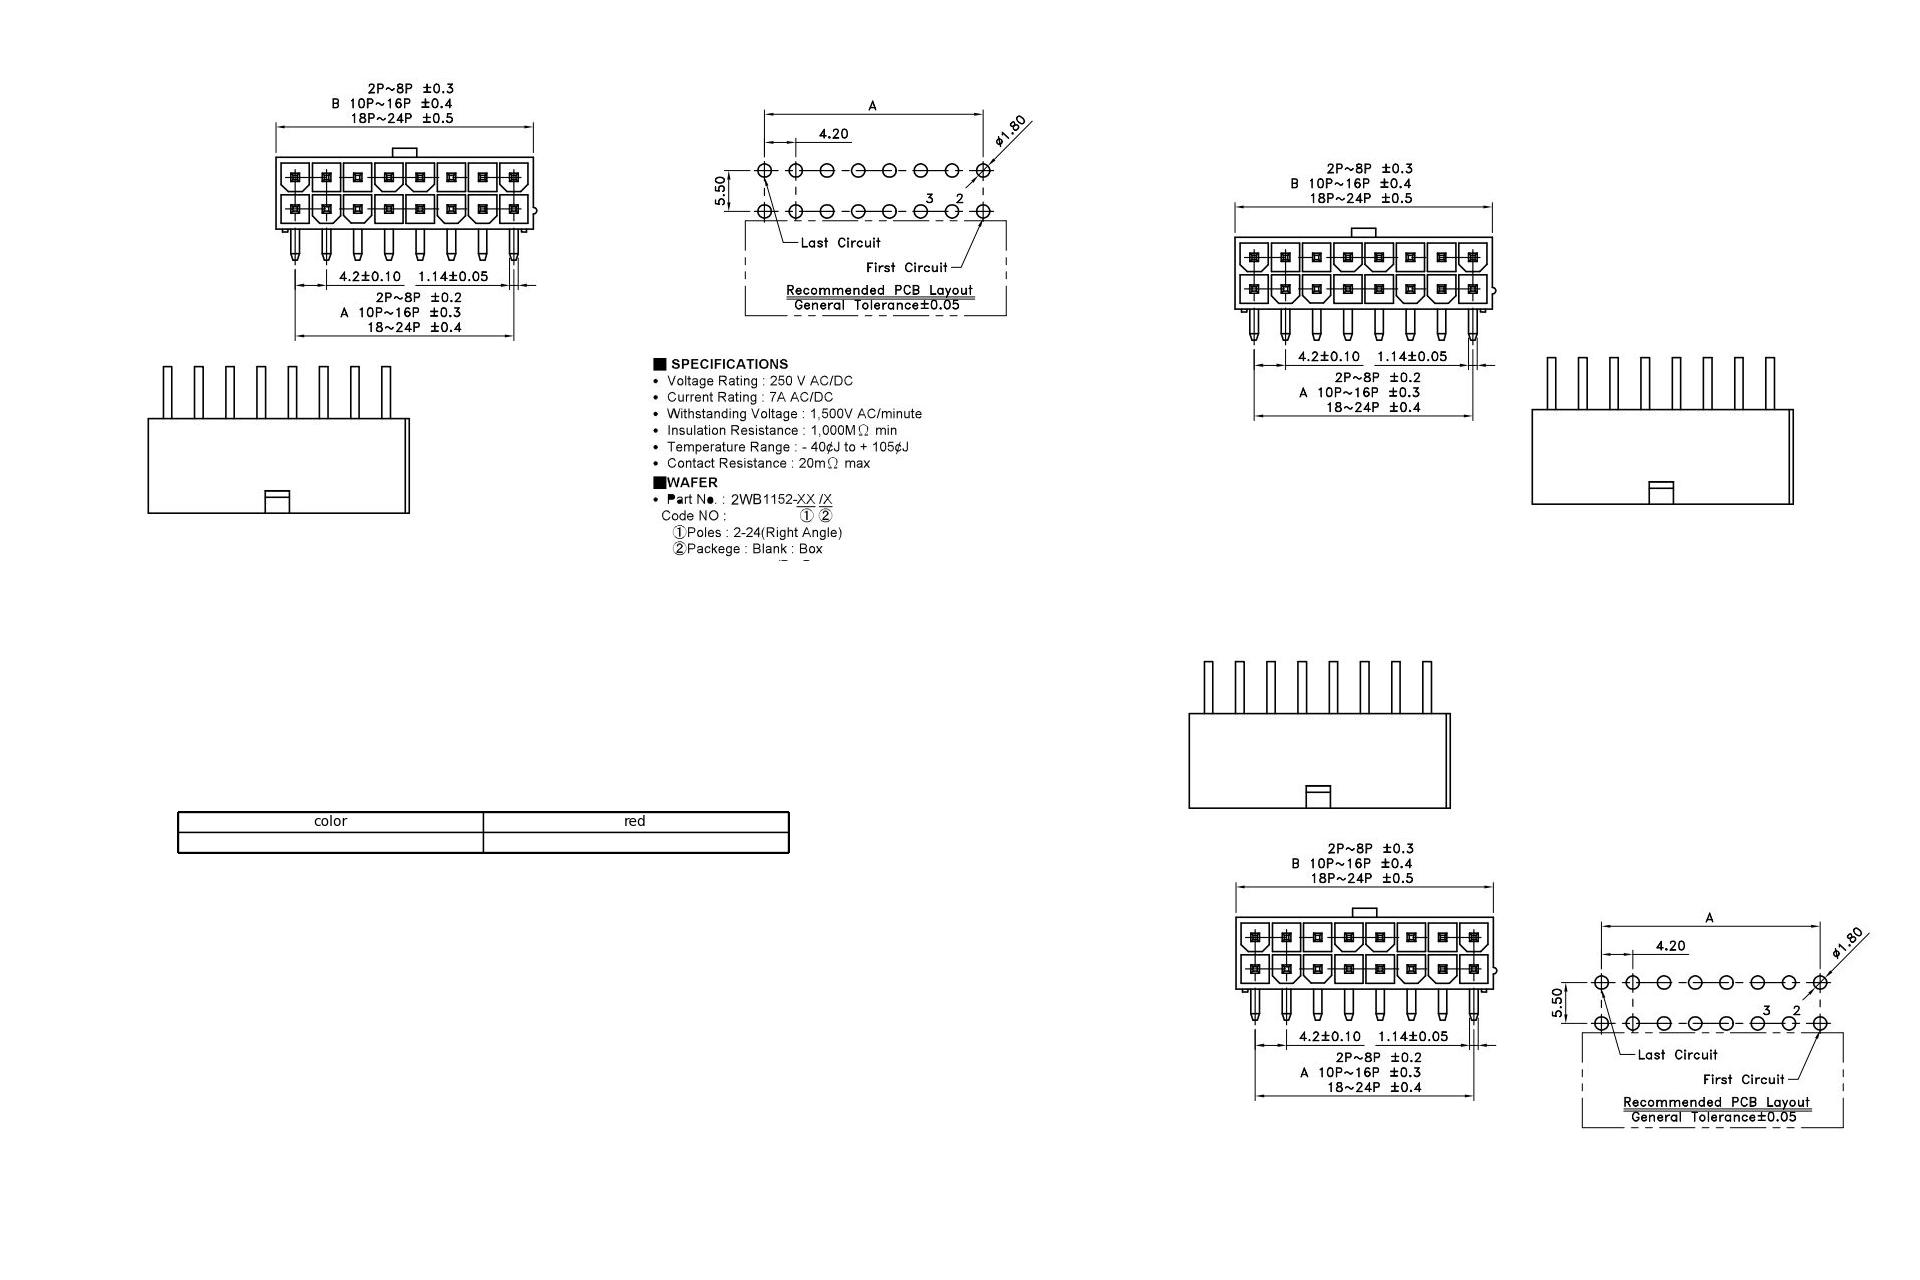 2P~8P ±0.3
B 10P~16P ±0.4
18P~24P ±0.5
4.2±0.10 1.14±0.05
2P~8P ±0.2
A 10P~16P ±0.3
18~24P ±0.4
A
4.20
ø1.80
5.50
3 2
Last Circuit
First Circuit
Recommended PCB Layout
General Tolerance±0.05
■ SPECIFICATIONS
• Voltage Rating : 250 V AC/DC
• Current Rating : 7A AC/DC
• Withstanding Voltage : 1,500V AC/minute
• Insulation Resistance : 1,000MΩ min
• Temperature Range : - 40¢J to + 105¢J
• Contact Resistance : 20mΩ max
■WAFER
• Part No. : 2WB1152-XX /X
Code NO : ① ②
①Poles : 2-24(Right Angle)
②Packege : Blank : Box
2P~8P ±0.3
B 10P~16P ±0.4
18P~24P ±0.5
4.2±0.10 1.14±0.05
2P~8P ±0.2
A 10P~16P ±0.3
18~24P ±0.4
color red
2P~8P ±0.3
B 10P~16P ±0.4
18P~24P ±0.5
4.2±0.10 1.14±0.05
2P~8P ±0.2
A 10P~16P ±0.3
18~24P ±0.4
A
4.20
ø1.80
5.50
3 2
Last Circuit
First Circuit
Recommended PCB Layout
General Tolerance±0.05